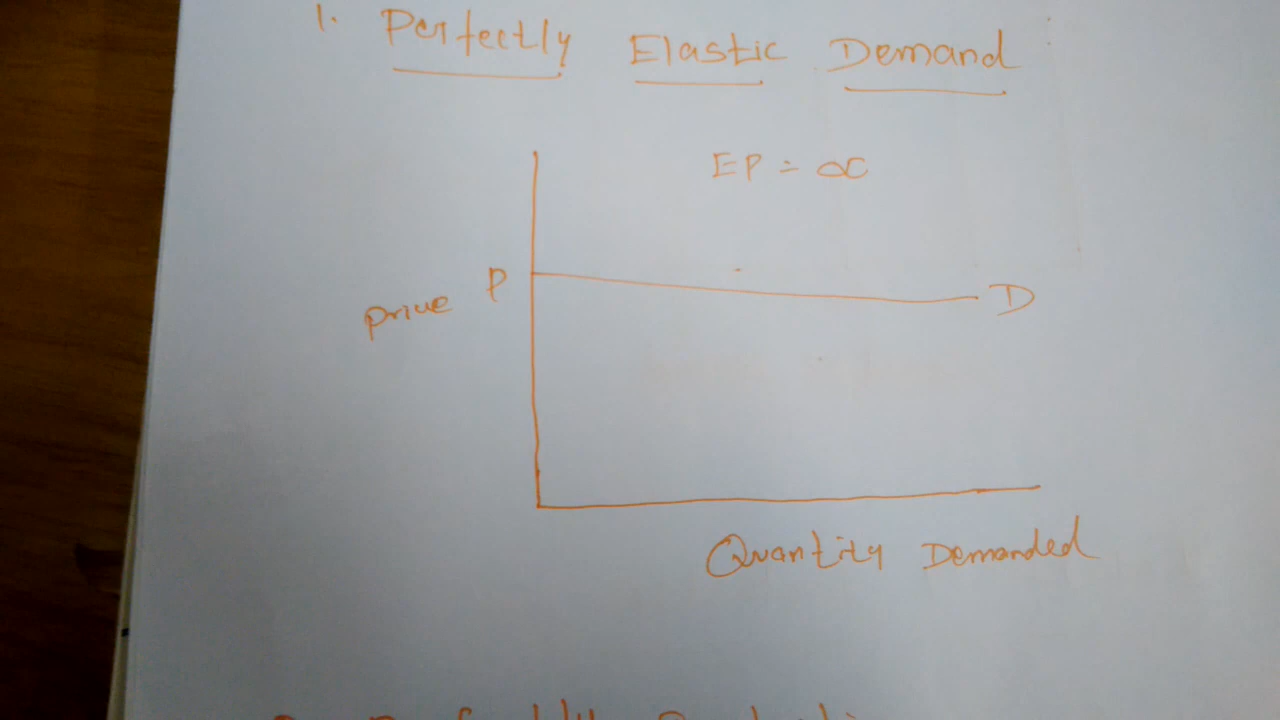 1. Perfectly Elastic Demand
EP = ∝
P
price
D
Quantity Demanded